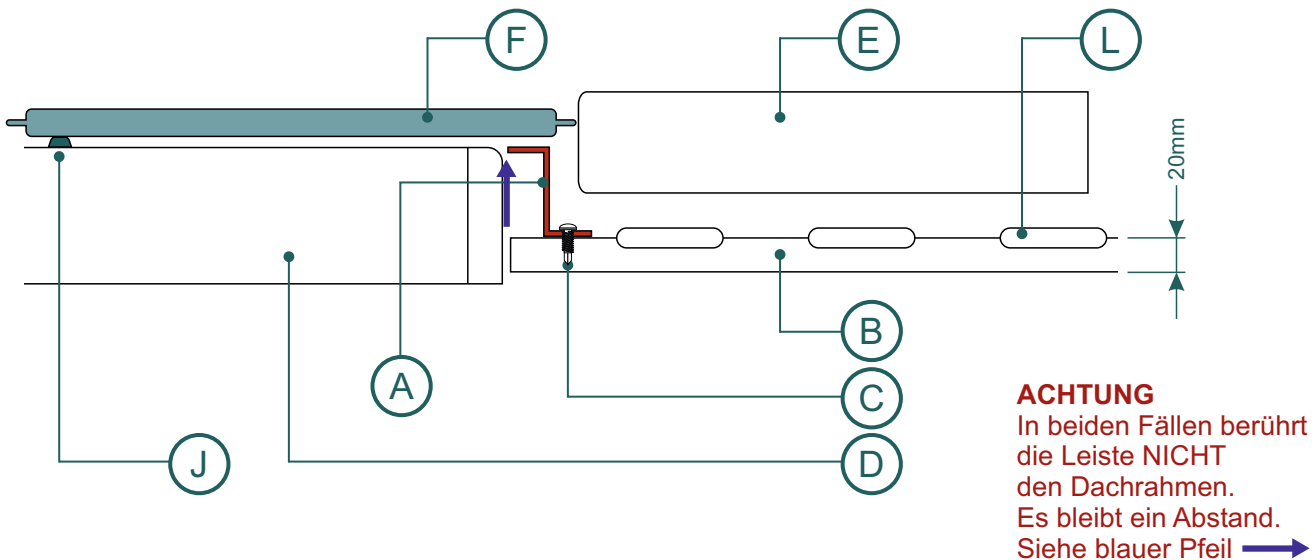 F
E
L
20mm
A
B
C
J
D
ACHTUNG
In beiden Fällen berührt
die Leiste NICHT
den Dachrahmen.
Es bleibt ein Abstand.
Siehe blauer Pfeil